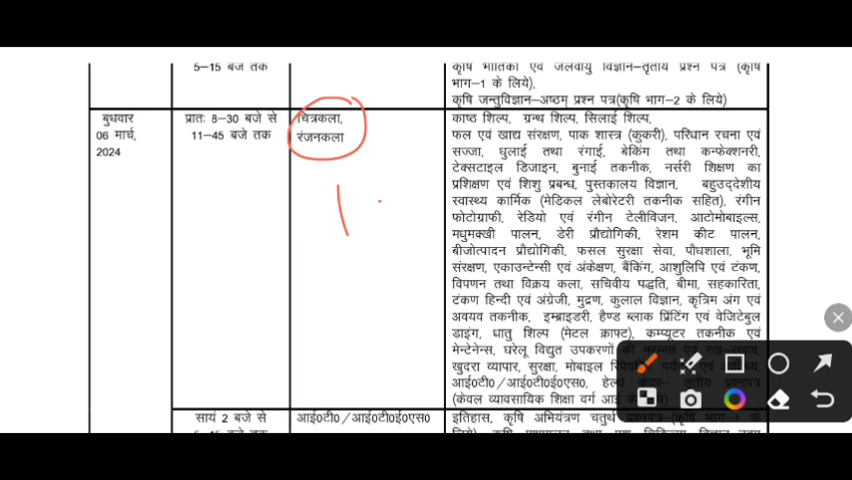 5–15 बजे तक
कृषि भौतिकी एवं जलवायु विज्ञान–तृतीय प्रश्न पत्र (कृषि
भाग-1 के लिये),
कृषि जन्तुविज्ञान–अष्ठम् प्रश्न पत्र(कृषि भाग-2 के लिये)
बुधवार
06 मार्च,
2024
प्रातः 8–30 बजे से
11–45 बजे तक
चित्रकला,
रंजनकला
काष्ठ शिल्प, ग्रन्थ शिल्प, सिलाई शिल्प,
फल एवं खाद्य संरक्षण, पाक शास्त्र (कुकरी), परिधान रचना एवं
सज्जा, धुलाई तथा रंगाई, बेकिंग तथा कन्फेक्शनरी,
टेक्सटाइल डिजाइन, बुनाई तकनीक, नर्सरी शिक्षण का
प्रशिक्षण एवं शिशु प्रबन्ध, पुस्तकालय विज्ञान, बहुउद्देशीय
स्वास्थ्य कार्मिक (मेडिकल लेबोरेटरी तकनीक सहित), रंगीन
फोटोग्राफी, रेडियो एवं रंगीन टेलीविजन, आटोमोबाइल्स,
मधुमक्खी पालन, डेरी प्रौद्योगिकी, रेशम कीट पालन,
बीजोत्पादन प्रौद्योगिकी, फसल सुरक्षा सेवा, पौधशाला, भूमि
संरक्षण, एकाउन्टेन्सी एवं अंकेक्षण, बैंकिंग, आशुलिपि एवं टंकण,
विपणन तथा विक्रय कला, सचिवीय पद्धति, बीमा, सहकारिता,
टंकण हिन्दी एवं अंग्रेजी, मुद्रण, कुलाल विज्ञान, कृत्रिम अंग एवं
अवयव तकनीक, इम्ब्राइडरी, हैण्ड ब्लाक प्रिंटिंग एवं वेजिटेबुल
डाइंग, धातु शिल्प (मेटल क्राफ्ट), कम्प्यूटर तकनीक एवं
मेन्टेनेन्स, घरेलू विद्युत उपकरणों की
खुदरा व्यापार, सुरक्षा, मोबाइल
आई0टी0/आई0टी0ई0एस0,
(केवल व्यावसायिक शिक्षा वर्ग
सायं 2 बजे से
आई0टी0/आई0टी0ई0एस0
इतिहास, कृषि अभियंत्रण चतुर्थ प्रश्नपत्र–(कृषि भाग-1 के